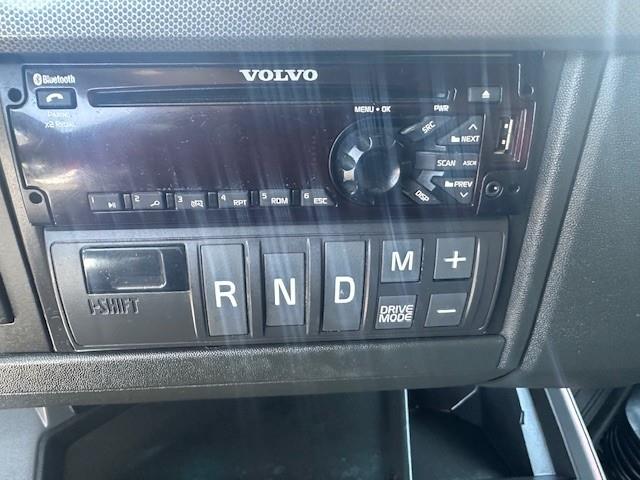 Bluetooth
VOLVO
MENU • OK
PWR
SRC
NEXT
SCAN
ASCR
PREV
DISP
1
2
3
4 RPT
5 RDM
6 ESC
I-SHIFT
R
N
D
M
+
DRIVE
MODE
−